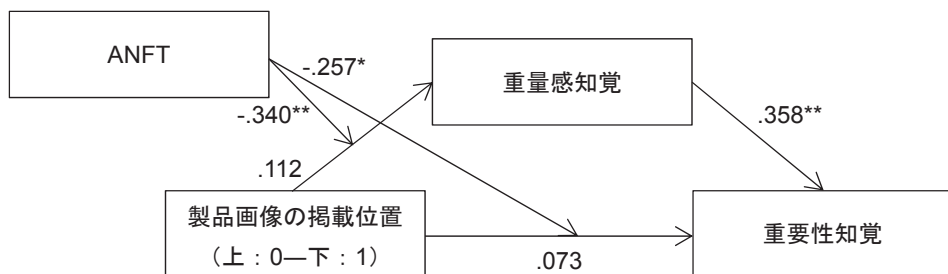 ANFT
重量感知覚
-.257*
-.340**
.358**
.112
製品画像の掲載位置
（上：0―下：1）
重要性知覚
.073